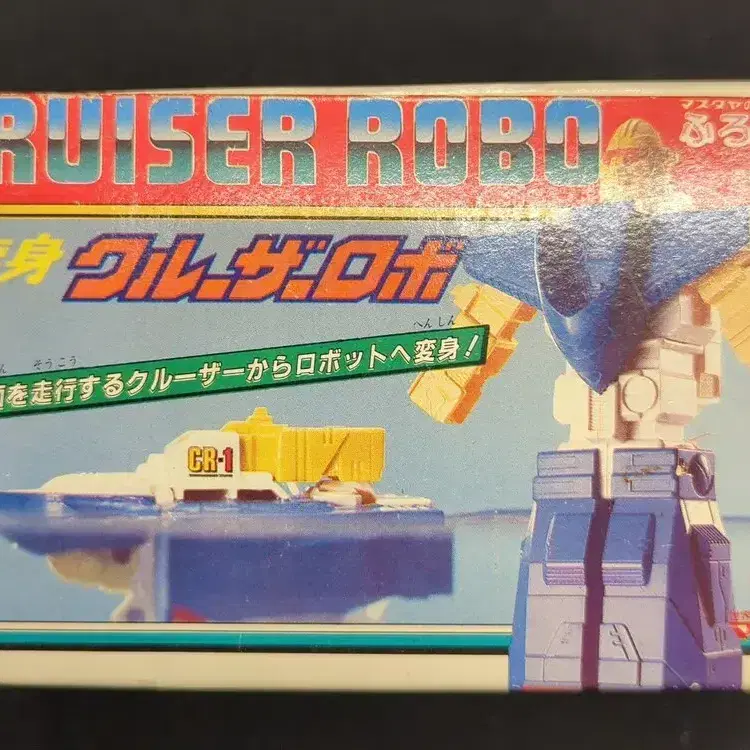 RUISER ROBO
マスダヤの
ふろ
変身 クルーザーロボ
そうこう へんしん
面を走行するクルーザーからロボットへ変身!
CR-1